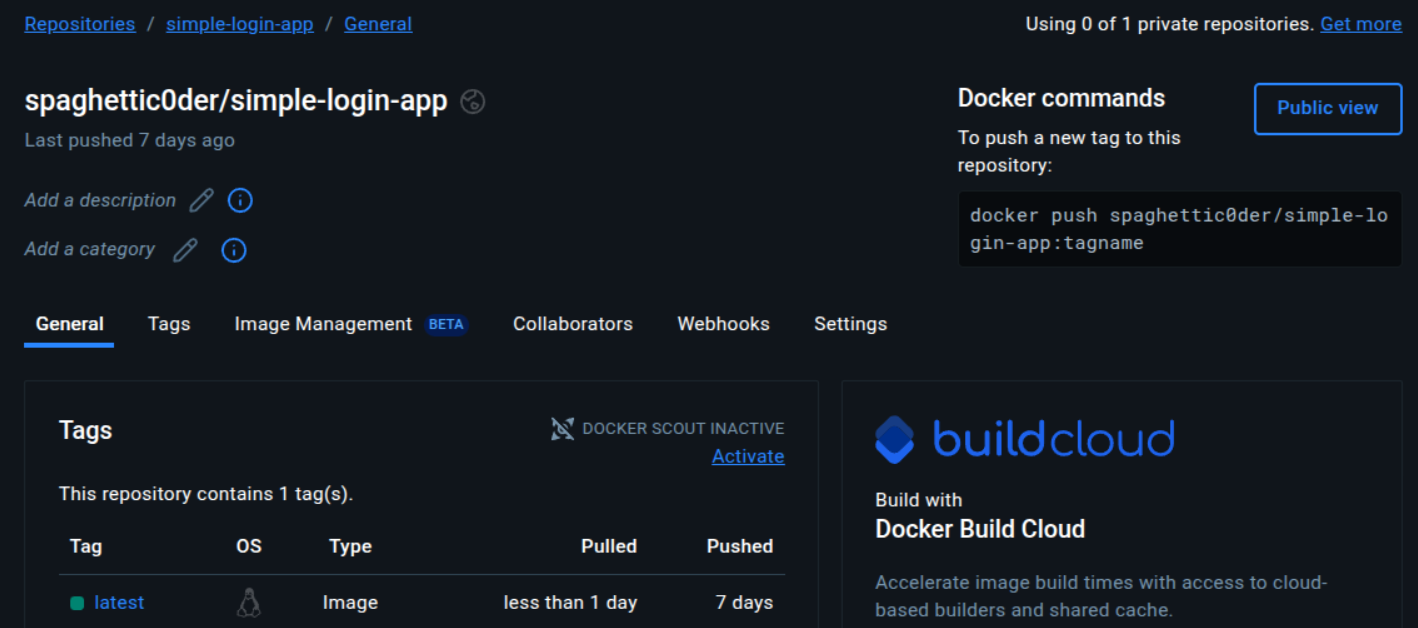 Repositories / simple-login-app / General
Using 0 of 1 private repositories. Get more
spaghettic0der/simple-login-app
Last pushed 7 days ago
Add a description
Add a category
Docker commands
Public view
To push a new tag to this
repository:
docker push spaghettic0der/simple-lo
gin-app:tagname
General Tags Image Management BETA Collaborators Webhooks Settings
Tags
DOCKER SCOUT INACTIVE
Activate
This repository contains 1 tag(s).
Tag OS Type Pulled Pushed
latest Image less than 1 day 7 days
buildcloud
Build with
Docker Build Cloud
Accelerate image build times with access to cloud-
based builders and shared cache.